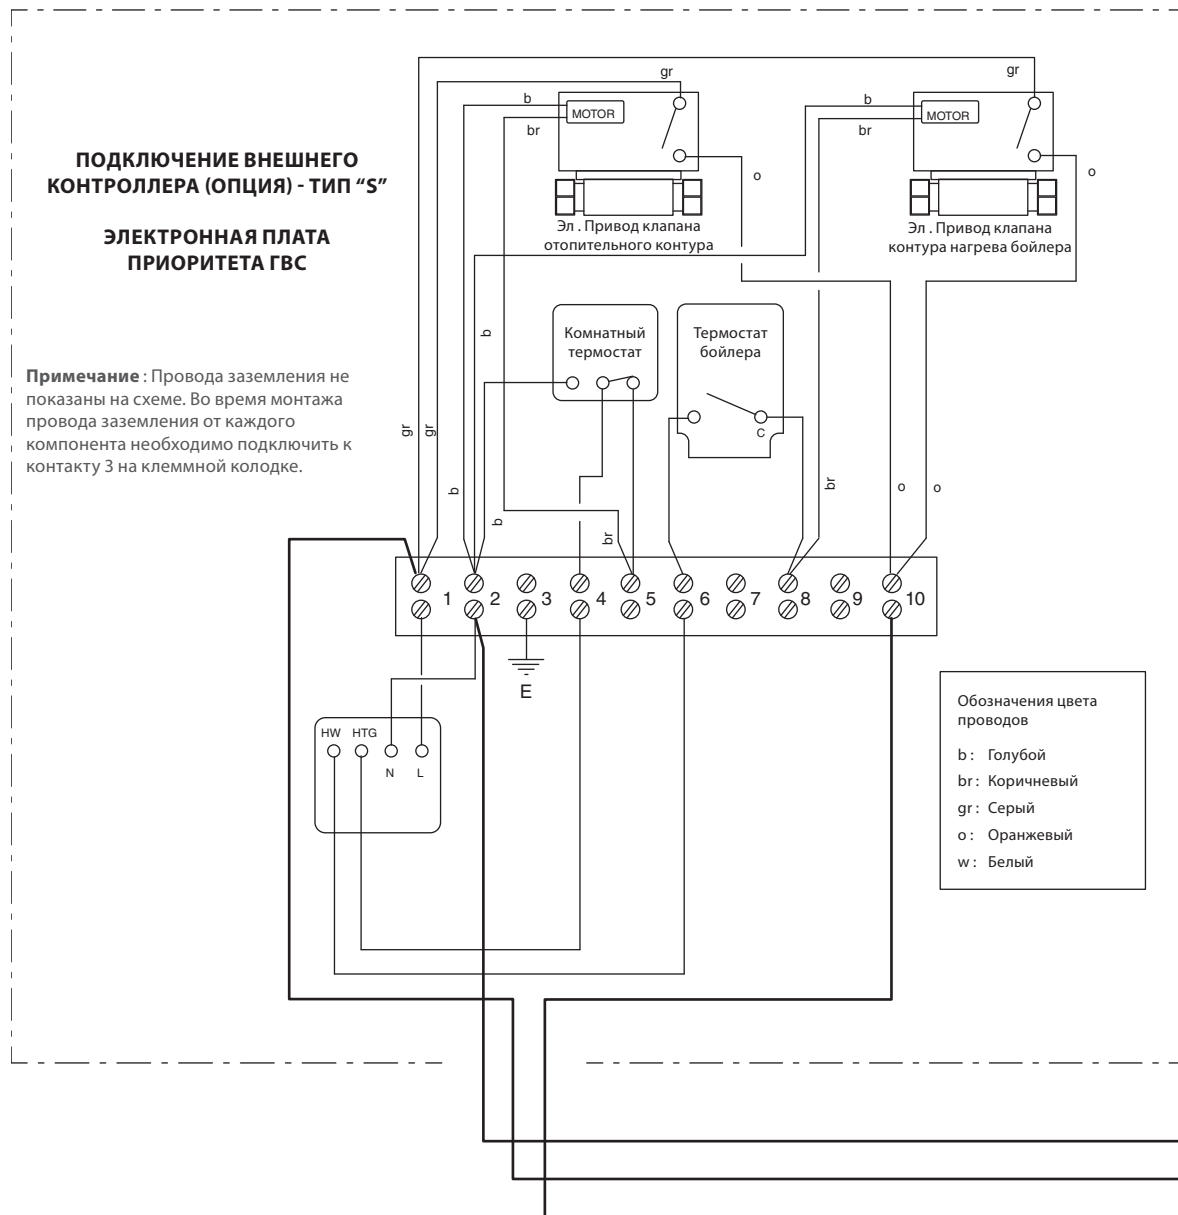 gr
gr
b
MOTOR
br
b
MOTOR
br
o
o
ПОДКЛЮЧЕНИЕ ВНЕШНЕГО
КОНТРОЛЛЕРА (ОПЦИЯ) - ТИП “S”
ЭЛЕКТРОННАЯ ПЛАТА
ПРИОРИТЕТА ГВС
Эл . Привод клапана
отопительного контура
Эл . Привод клапана
контура нагрева бойлера
Комнатный
термостат
Термостат
бойлера
C
b
Примечание : Провода заземления не
показаны на схеме. Во время монтажа
провода заземления от каждого
компонента необходимо подключить к
контакту 3 на клеммной колодке.
gr
gr
b
b
br
br
o
o
1
2
3
4
5
6
7
8
9
10
E
HW
HTG
N
L
Обозначения цвета
проводов
b : Голубой
br : Коричневый
gr : Серый
o : Оранжевый
w : Белый